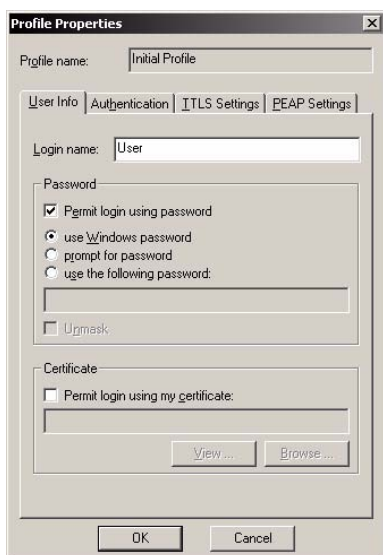 Profile Properties
Profile name: Initial Profile
User Info Authentication TTLS Settings PEAP Settings
Login name: User
Password
Permit login using password
use Windows password
prompt for password
use the following password:
Unmask
Certificate
Permit login using my certificate:
View ... Browse ...
OK Cancel